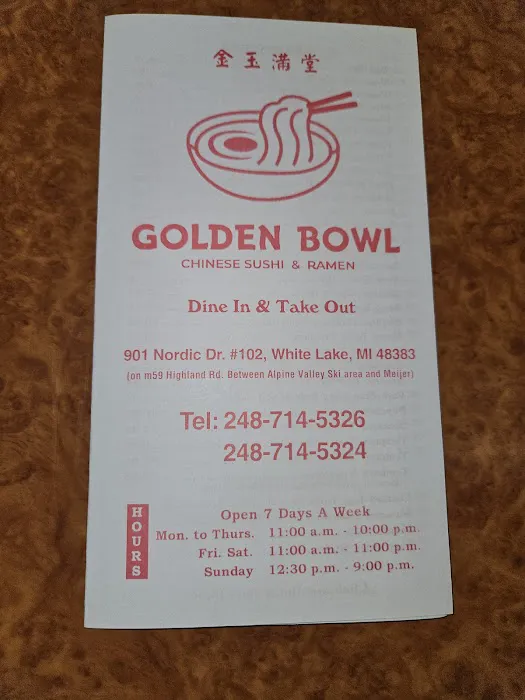 金玉滿堂
GOLDEN BOWL
CHINESE SUSHI & RAMEN
Dine In & Take Out
901 Nordic Dr. #102, White Lake, MI 48383
(on m59 Highland Rd. Between Alpine Valley Ski area and Meijer)
Tel: 248-714-5326
248-714-5324
HOURS
Open 7 Days A Week
Mon. to Thurs. 11:00 a.m. - 10:00 p.m.
Fri. Sat. 11:00 a.m. - 11:00 p.m.
Sunday 12:30 p.m. - 9:00 p.m.